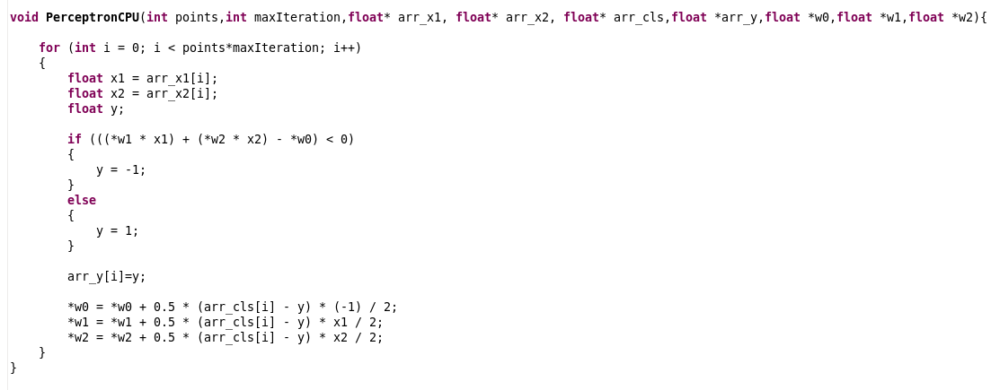 void PerceptronCPU(int points,int maxIteration,float* arr_x1, float* arr_x2, float* arr_cls,float *arr_y,float *w0,float *w1,float *w2){
    for (int i = 0; i < points*maxIteration; i++)
    {
        float x1 = arr_x1[i];
        float x2 = arr_x2[i];
        float y;
        if (((*w1 * x1) + (*w2 * x2) - *w0) < 0)
        {
            y = -1;
        }
        else
        {
            y = 1;
        }
        arr_y[i]=y;
        *w0 = *w0 + 0.5 * (arr_cls[i] - y) * (-1) / 2;
        *w1 = *w1 + 0.5 * (arr_cls[i] - y) * x1 / 2;
        *w2 = *w2 + 0.5 * (arr_cls[i] - y) * x2 / 2;
    }
}